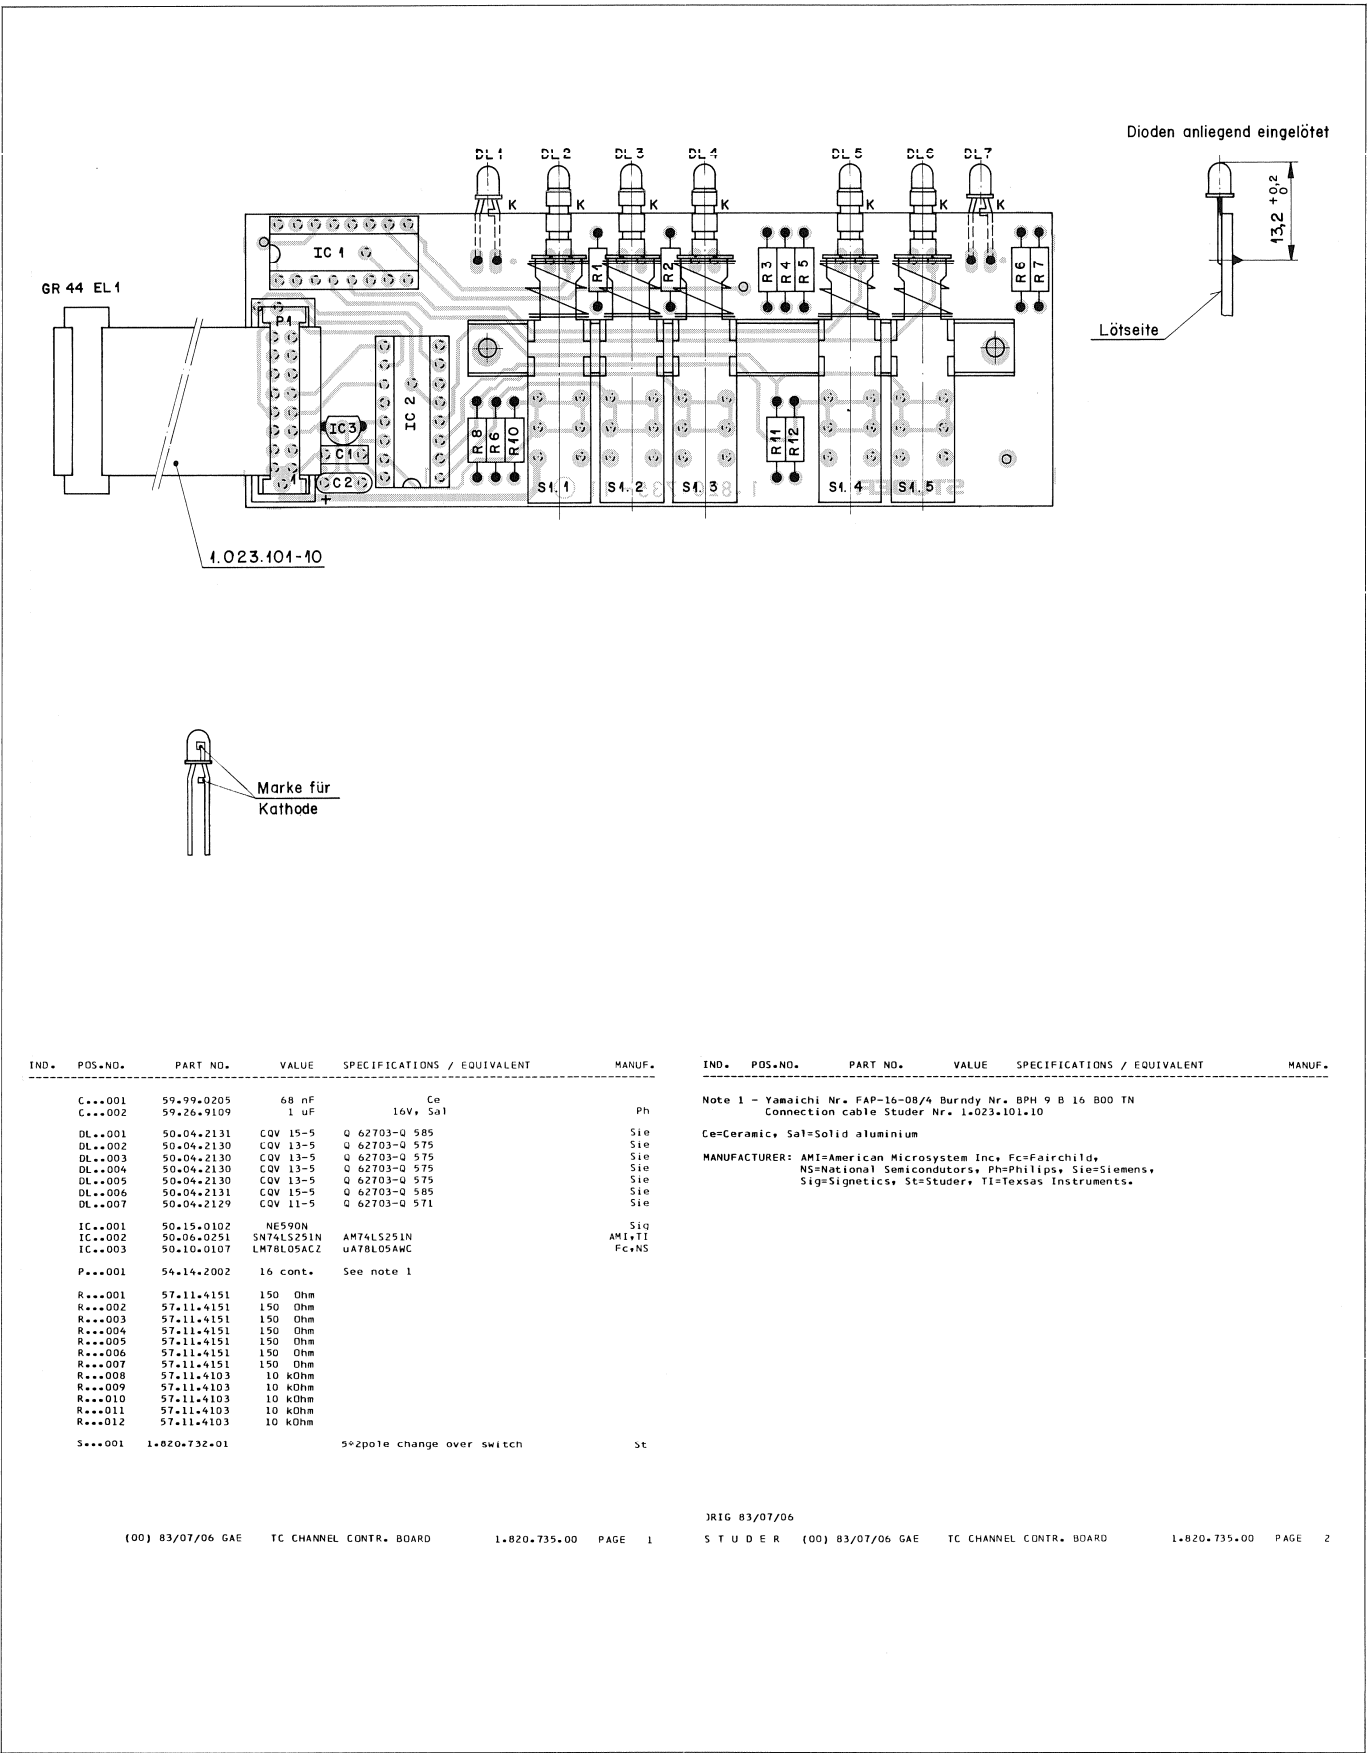 Dioden anliegend eingelötet
DL1 DL2 DL3 DL4 DL5 DL6 DL7
K K K K K K K
13,2 +0,2 0
IC 1
R1 R2 R3 R4 R5 R6 R7
GR 44 EL1
P1
Lötseite
IC 2
IC3
C1
C2
+
R8 R6 R10
R11 R12
S1.1 S1.2 S1.3 S1.4 S1.5
1.023.101-10
Marke für
Kathode
IND. POS.NO. PART NO. VALUE SPECIFICATIONS / EQUIVALENT MANUF.
C...001 59.99.0205 68 nF Ce
C...002 59.26.9109 1 uF 16V, Sal Ph
DL..001 50.04.2131 CQV 15-5 Q 62703-Q 585 Sie
DL..002 50.04.2130 CQV 13-5 Q 62703-Q 575 Sie
DL..003 50.04.2130 CQV 13-5 Q 62703-Q 575 Sie
DL..004 50.04.2130 CQV 13-5 Q 62703-Q 575 Sie
DL..005 50.04.2130 CQV 13-5 Q 62703-Q 575 Sie
DL..006 50.04.2131 CQV 15-5 Q 62703-Q 585 Sie
DL..007 50.04.2129 CQV 11-5 Q 62703-Q 571 Sie
IC..001 50.15.0102 NE590N Sig
IC..002 50.06.0251 SN74LS251N AM74LS251N AMI,TI
IC..003 50.10.0107 LM78L05ACZ uA78L05AWC Fc,NS
P...001 54.14.2002 16 cont. See note 1
R...001 57.11.4151 150 Ohm
R...002 57.11.4151 150 Ohm
R...003 57.11.4151 150 Ohm
R...004 57.11.4151 150 Ohm
R...005 57.11.4151 150 Ohm
R...006 57.11.4151 150 Ohm
R...007 57.11.4151 150 Ohm
R...008 57.11.4103 10 kOhm
R...009 57.11.4103 10 kOhm
R...010 57.11.4103 10 kOhm
R...011 57.11.4103 10 kOhm
R...012 57.11.4103 10 kOhm
S...001 1.820.732.01 5*2pole change over switch St
(00) 83/07/06 GAE TC CHANNEL CONTR. BOARD 1.820.735.00 PAGE 1
IND. POS.NO. PART NO. VALUE SPECIFICATIONS / EQUIVALENT MANUF.
Note 1 - Yamaichi Nr. FAP-16-08/4 Burndy Nr. BPH 9 B 16 B00 TN
Connection cable Studer Nr. 1.023.101.10
Ce=Ceramic, Sal=Solid aluminium
MANUFACTURER: AMI=American Microsystem Inc, Fc=Fairchild,
NS=National Semicondutors, Ph=Philips, Sie=Siemens,
Sig=Signetics, St=Studer, TI=Texsas Instruments.
ORIG 83/07/06
S T U D E R (00) 83/07/06 GAE TC CHANNEL CONTR. BOARD 1.820.735.00 PAGE 2